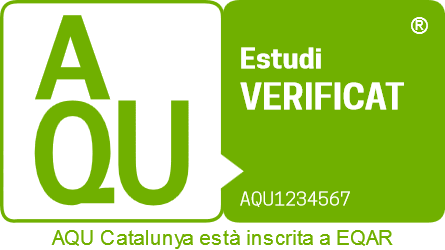 AQU
®
Estudi
VERIFICAT
AQU1234567
AQU Catalunya està inscrita a EQAR